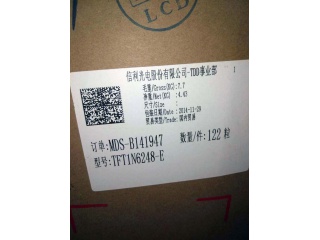 LCD
信利光电股份有限公司-TDD事业部
毛重/Gross(KG):7.7
净重/Net(KG) :4.43
尺寸/Size :
包装日期/Date :2014-11-29
贸易类型/Trade:国内贸易
订单:MDS-B141947 数量/件:122 粒
型号:TFT1N6248-E